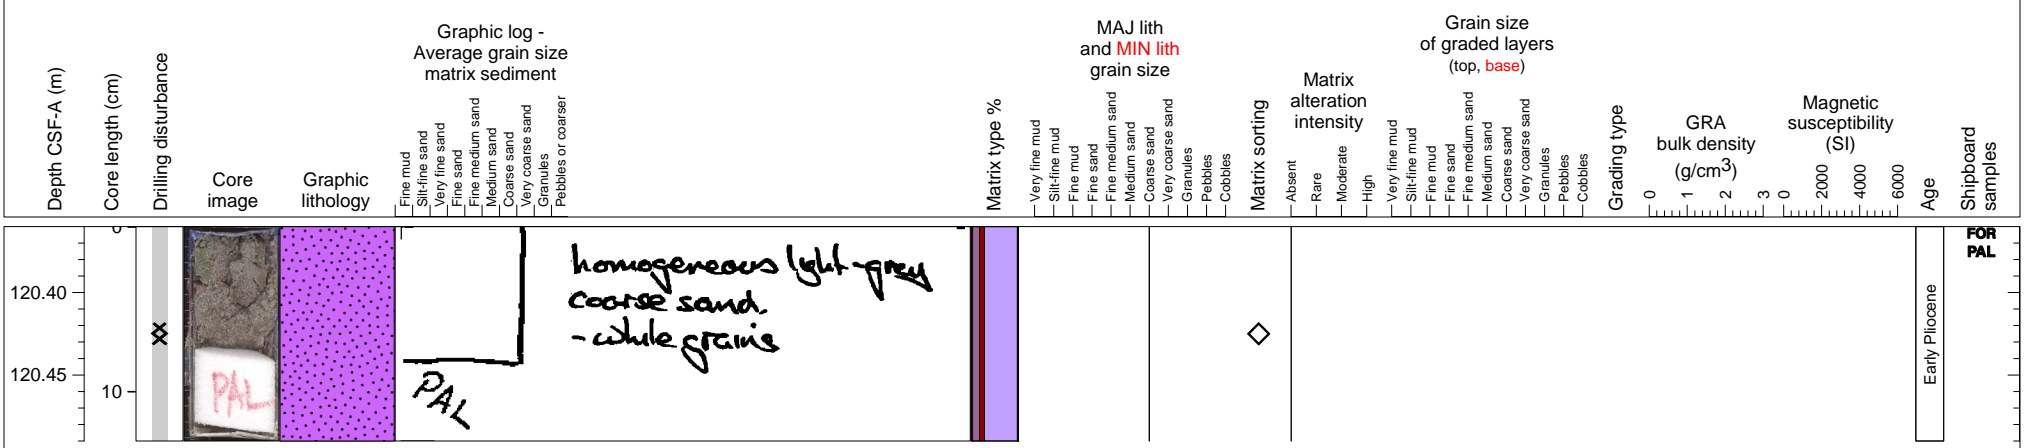 Depth CSF-A (m)
Core length (cm)
Drilling disturbance
Core
image
Graphic
lithology
Graphic log -
Average grain size
matrix sediment
Fine mud
Silt-fine sand
Very fine sand
Fine sand
Fine medium sand
Medium sand
Coarse sand
Very coarse sand
Granules
Pebbles or coarser
Matrix type %
MAJ lith
and MIN lith
grain size
Very fine mud
Silt-fine mud
Fine mud
Fine sand
Fine medium sand
Medium sand
Coarse sand
Very coarse sand
Granules
Pebbles
Cobbles
Matrix sorting
Matrix
alteration
intensity
Absent
Rare
Moderate
High
Grain size
of graded layers
(top, base)
Very fine mud
Silt-fine mud
Fine mud
Fine sand
Fine medium sand
Medium sand
Coarse sand
Very coarse sand
Granules
Pebbles
Cobbles
Grading type
GRA
bulk density
(g/cm3)
0 1 2 3
Magnetic
susceptibility
(SI)
0 2000 4000 6000
Age
Shipboard
samples
0
120.40
120.45
10
PAL
homogeneous light-grey
coarse sand.
- white grains
PAL
Early Pliocene
FOR
PAL